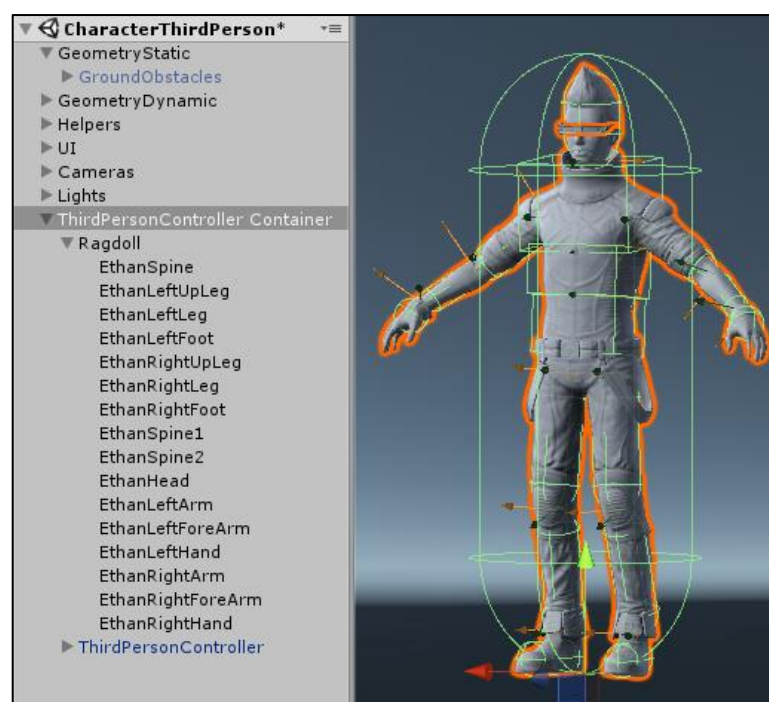 CharacterThirdPerson*
GeometryStatic
GroundObstacles
GeometryDynamic
Helpers
UI
Cameras
Lights
ThirdPersonController Container
Ragdoll
EthanSpine
EthanLeftUpLeg
EthanLeftLeg
EthanLeftFoot
EthanRightUpLeg
EthanRightLeg
EthanRightFoot
EthanSpine1
EthanSpine2
EthanHead
EthanLeftArm
EthanLeftForeArm
EthanLeftHand
EthanRightArm
EthanRightForeArm
EthanRightHand
ThirdPersonController